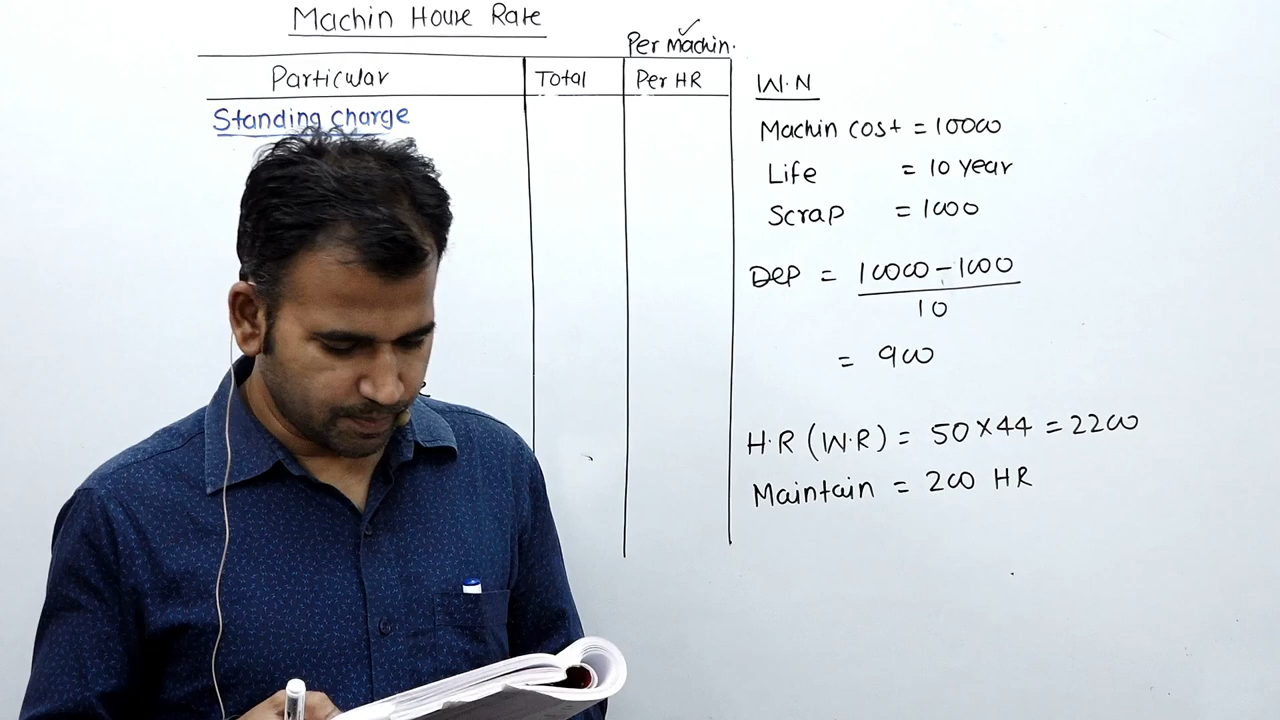 Machin Hour Rate
Per Machin.
Particular Total Per HR
Standing charge
W.N
Machin cost = 10000
Life = 10 year
Scrap = 1000
Dep = 10000 - 1000
10
= 900
H.R (W.R) = 50 X 44 = 2200
Maintain = 200 HR